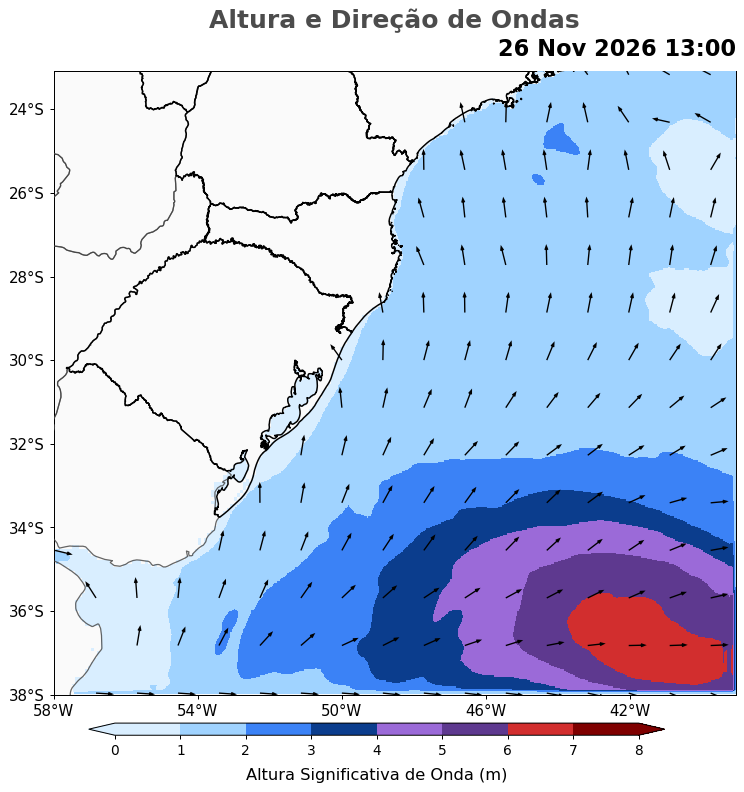 Altura e Direção de Ondas
26 Nov 2026 13:00
24°S
26°S
28°S
30°S
32°S
34°S
36°S
38°S
58°W 54°W 50°W 46°W 42°W
0 1 2 3 4 5 6 7 8
Altura Significativa de Onda (m)